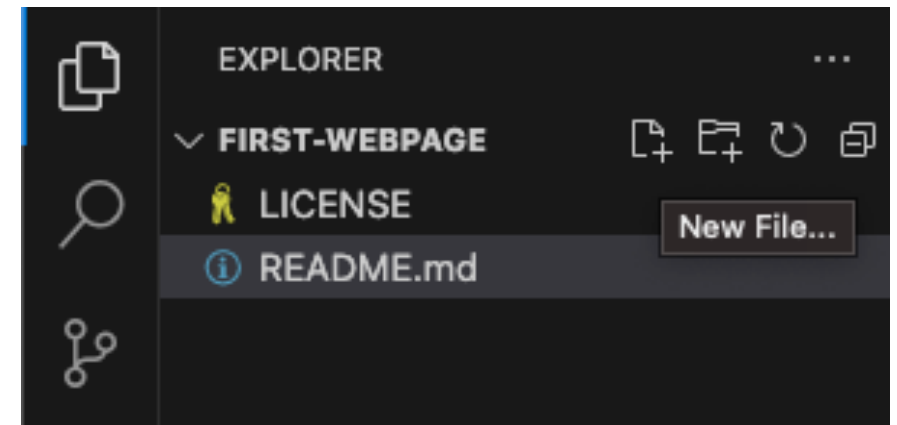 EXPLORER
FIRST-WEBPAGE
LICENSE
New File...
README.md